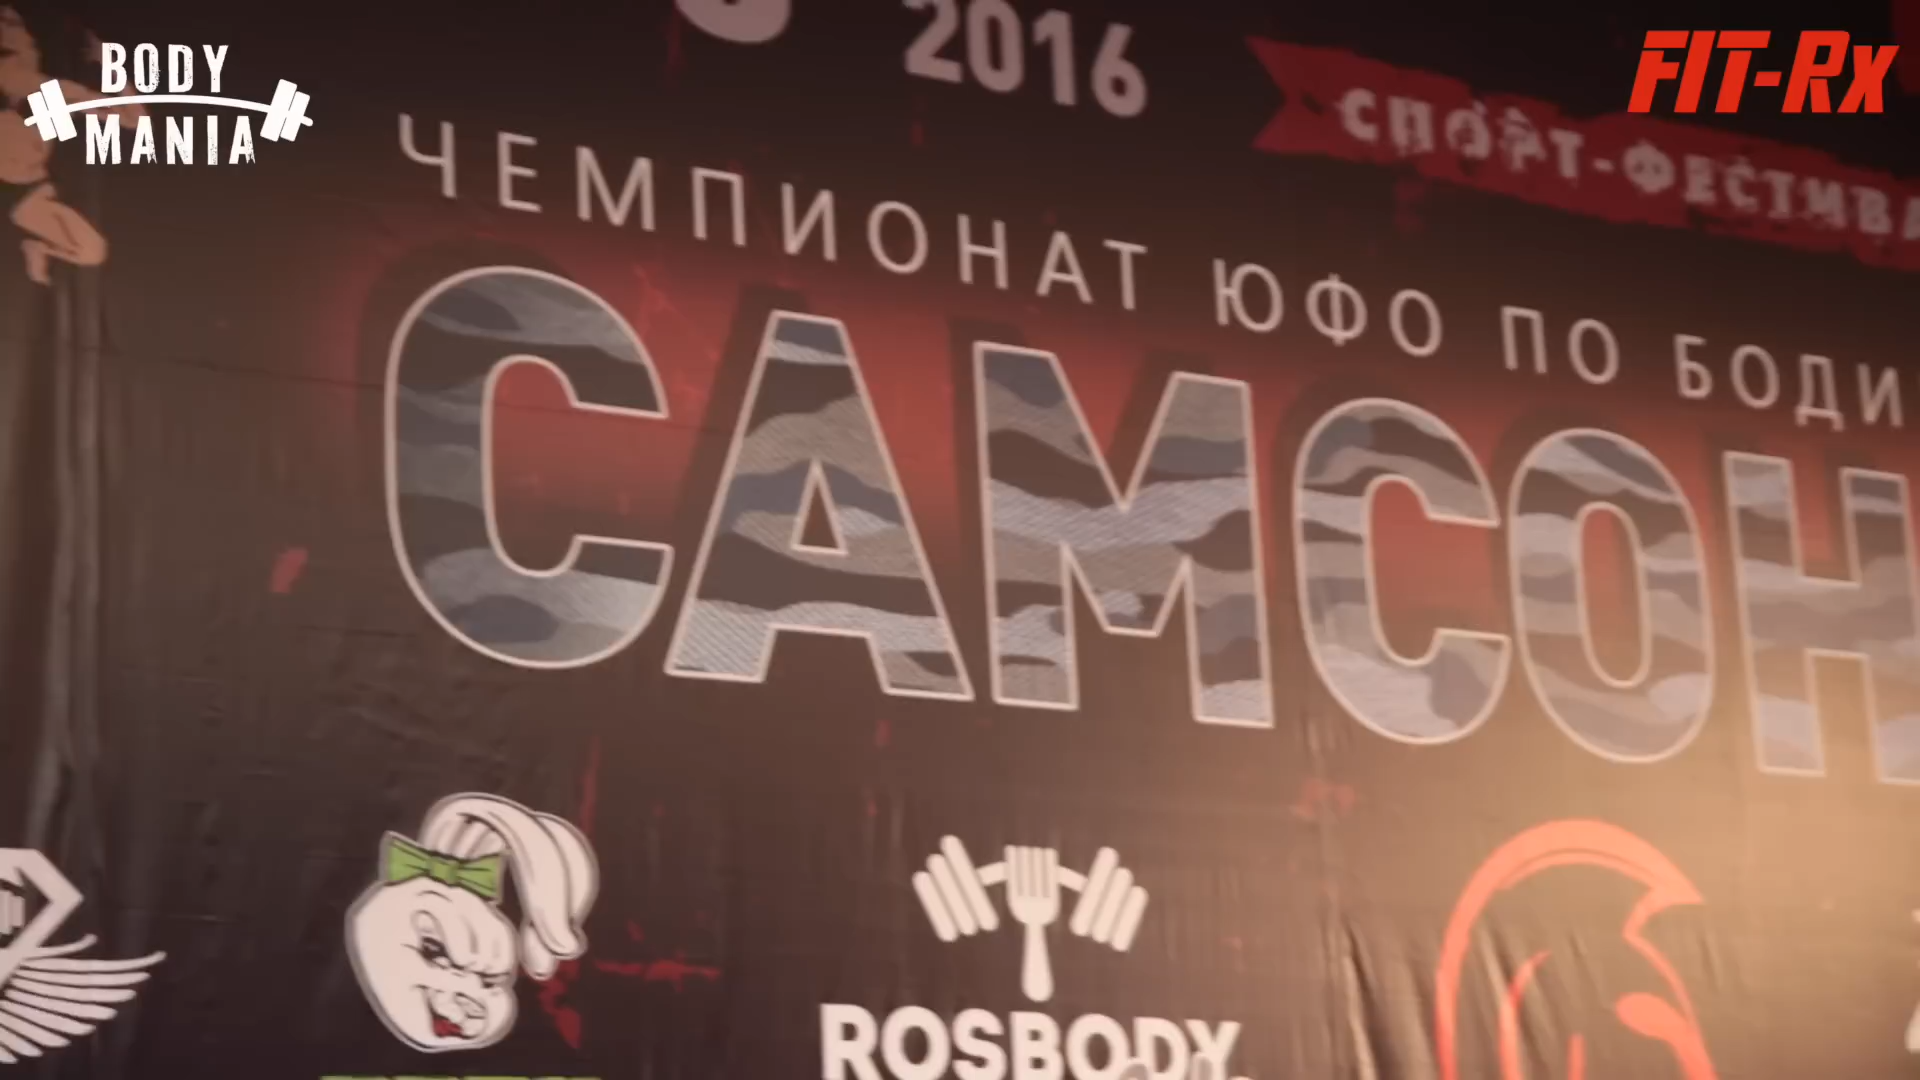 BODY
MANIA
FIT-Rx
2016
СПОРТ-ФЕСТИВА
ЧЕМПИОНАТ ЮФО ПО БОДИ
САМСОН
ROSBODY